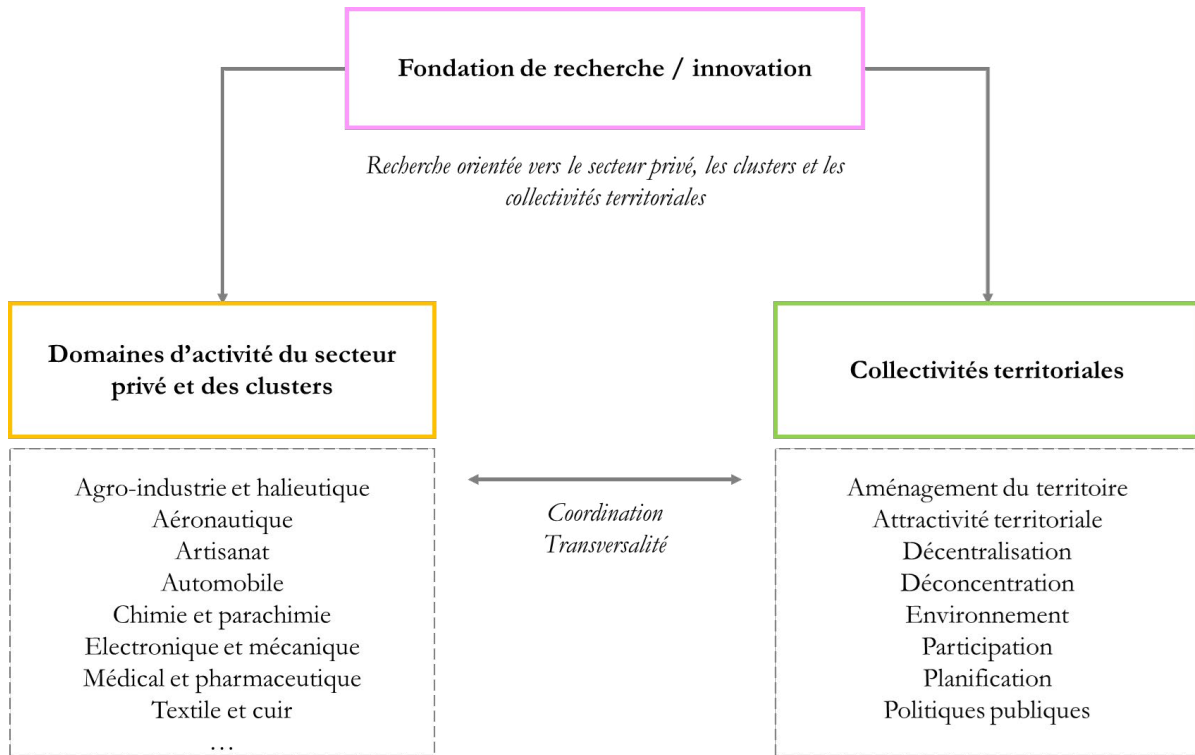 Fondation de recherche / innovation
Recherche orientée vers le secteur privé, les clusters et les
collectivités territoriales
Domaines d’activité du secteur
privé et des clusters
Collectivités territoriales
Agro-industrie et halieutique
Aéronautique
Artisanat
Automobile
Chimie et parachimie
Electronique et mécanique
Médical et pharmaceutique
Textile et cuir
…
Coordination
Transversalité
Aménagement du territoire
Attractivité territoriale
Décentralisation
Déconcentration
Environnement
Participation
Planification
Politiques publiques